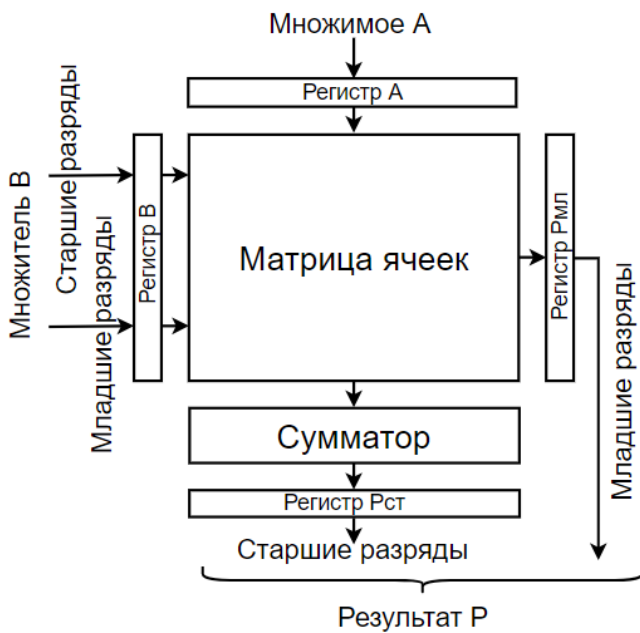 Множимое А
Регистр А
Множитель В
Старшие разряды
Младшие разряды
Регистр В
Матрица ячеек
Регистр Рмл
Младшие разряды
Сумматор
Регистр Рст
Старшие разряды
Результат Р